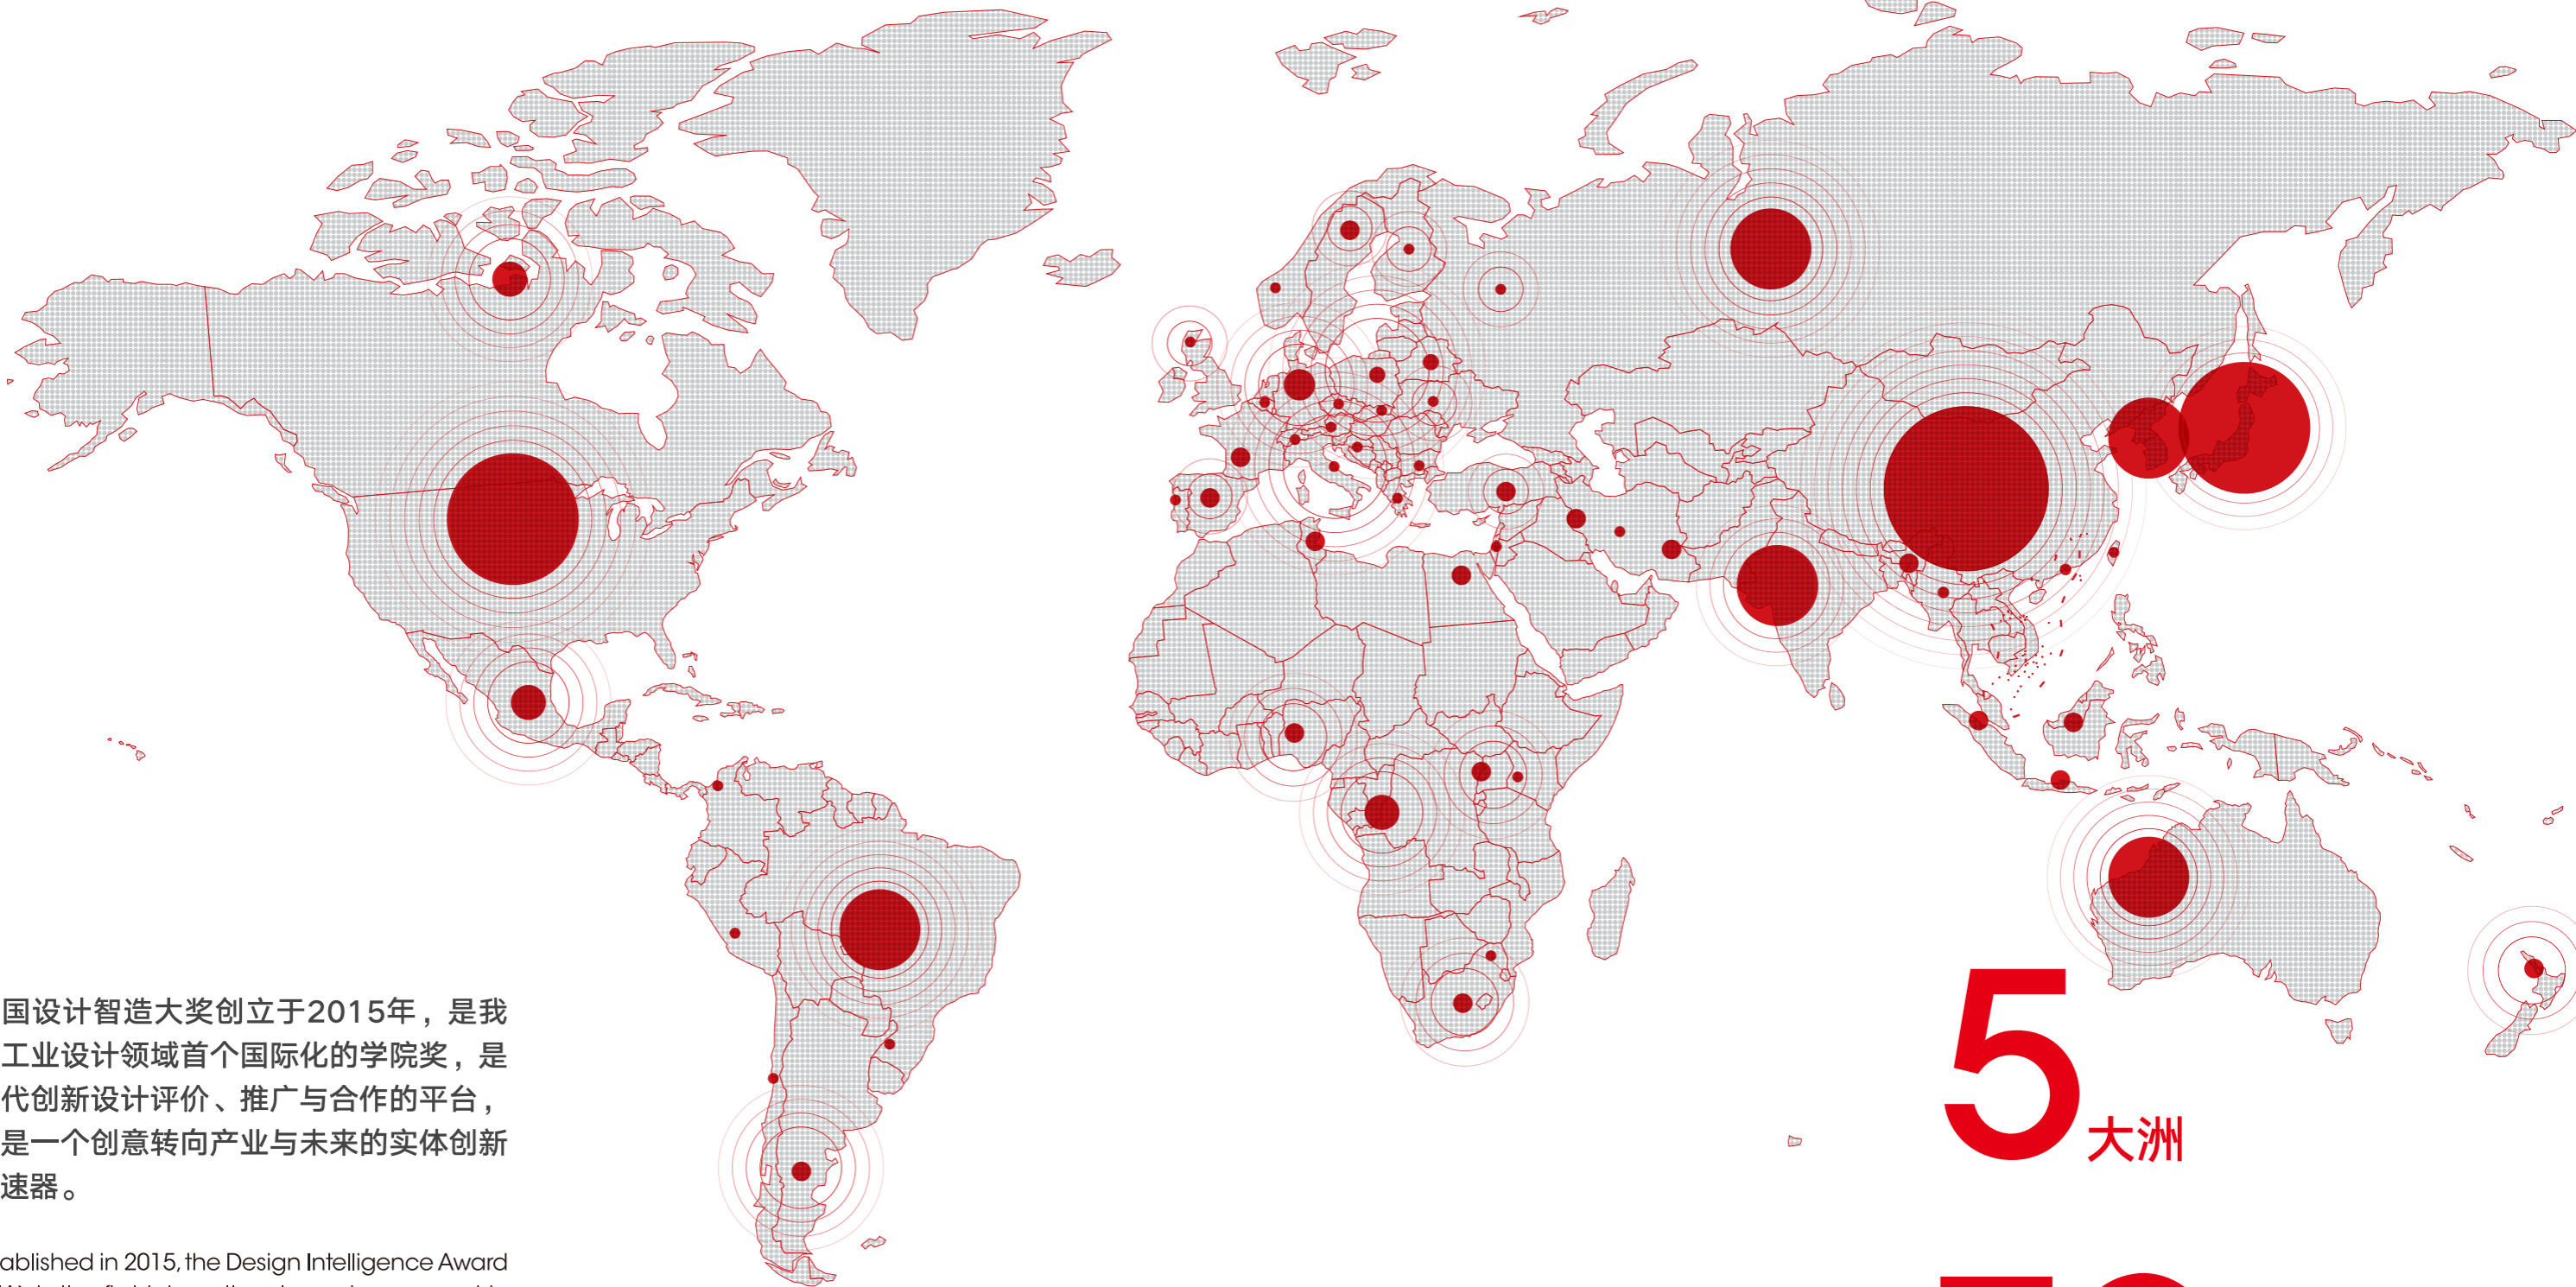 国设计智造大奖创立于2015年，是我
工业设计领域首个国际化的学院奖，是
代创新设计评价、推广与合作的平台，
是一个创意转向产业与未来的实体创新
速器。
ablished in 2015, the Design Intelligence Award
5大洲